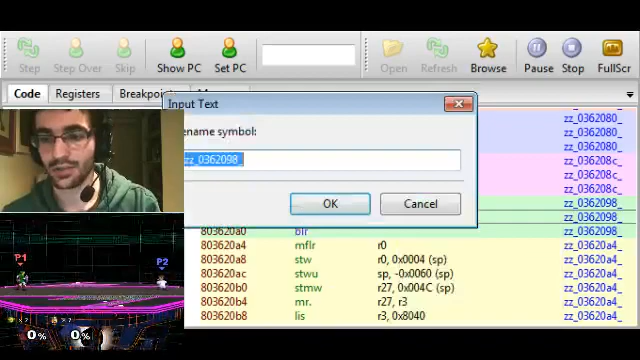 Step Step Over Skip Show PC Set PC Open Refresh Browse Pause Stop FullScr
Code Registers Breakpoints
Input Text
ename symbol:
zz_0362098_
OK Cancel
zz_0362080_
zz_0362080_
zz_0362080_
zz_036208c_
zz_036208c_
zz_036208c_
zz_0362098_
zz_0362098_
803620a0 blr zz_0362098_
803620a4 mflr r0 zz_03620a4_
803620a8 stw r0, 0x0004 (sp) zz_03620a4_
803620ac stwu sp, -0x0060 (sp) zz_03620a4_
803620b0 stmw r27, 0x004C (sp) zz_03620a4_
803620b4 mr. r27, r3 zz_03620a4_
803620b8 lis r3, 0x8040 zz_03620a4_
P1 P2
0% 0%